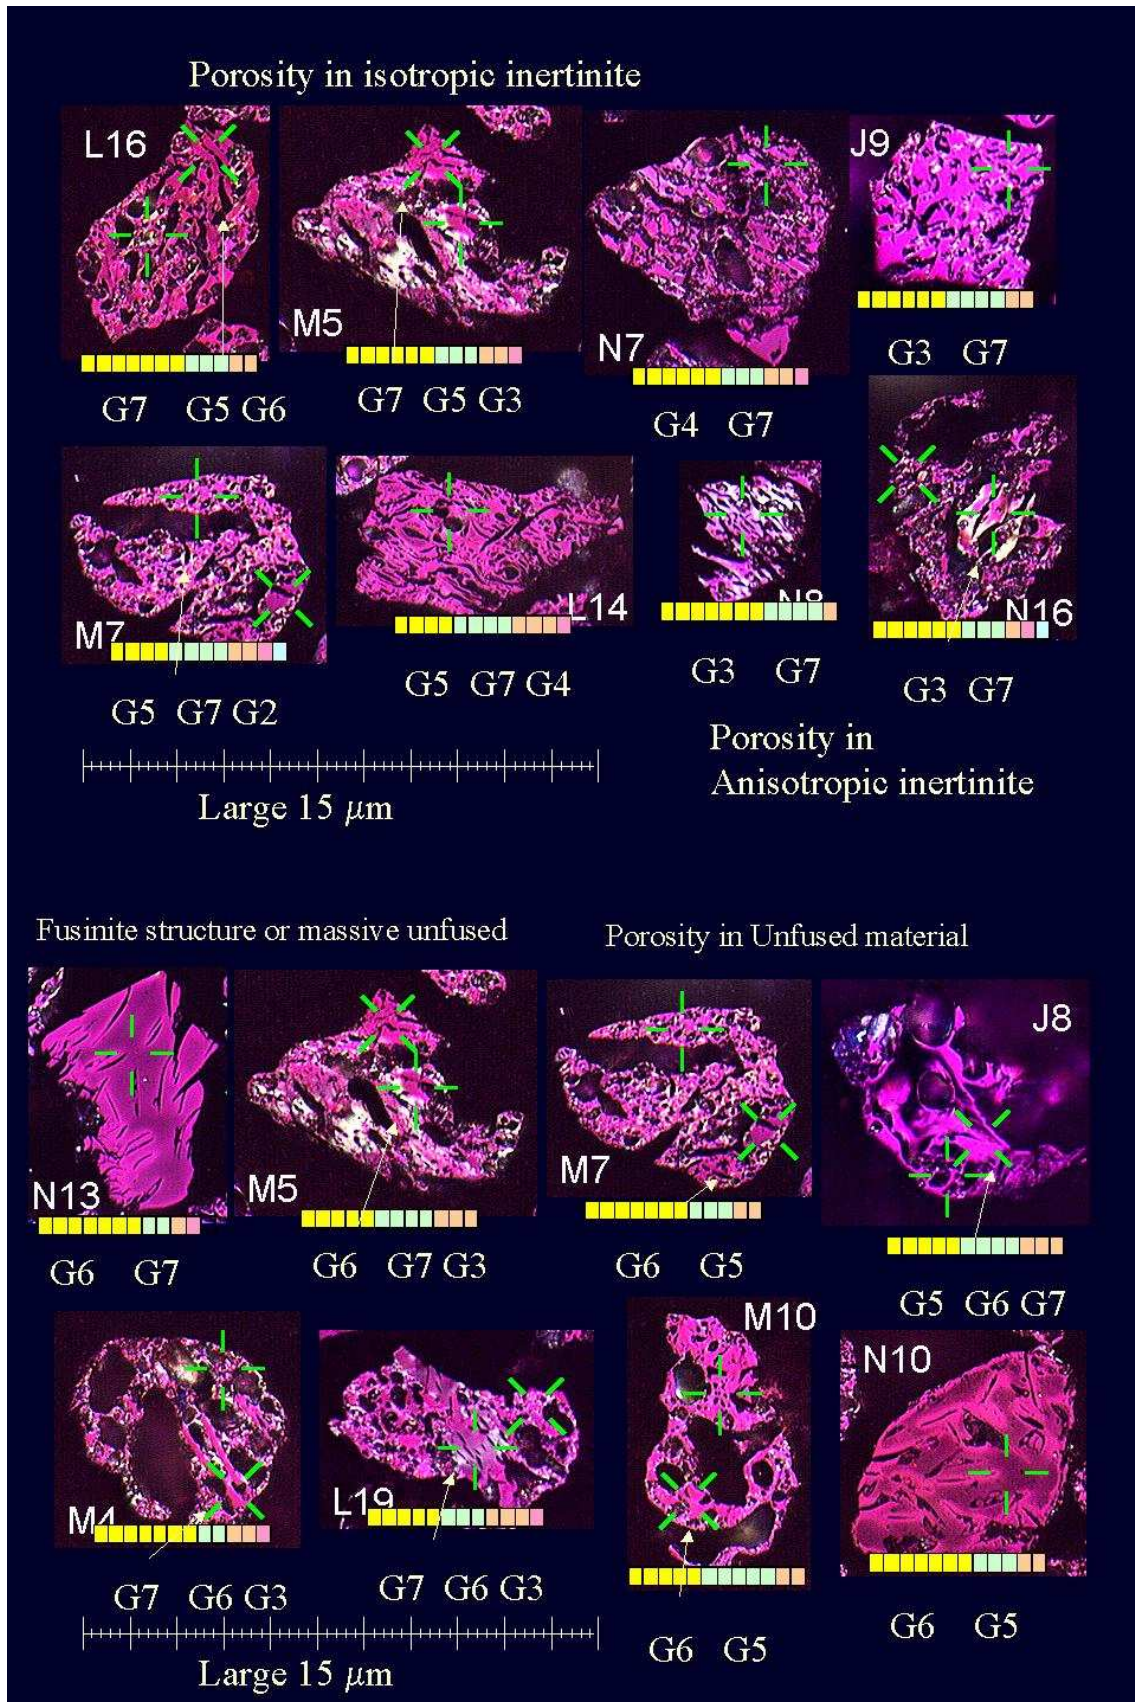 Porosity in isotropic inertinite
L16
M5
N7
J9
G7 G5 G6
G7 G5 G3
G4 G7
G3 G7
M7
L14
N8
N16
G5 G7 G2
G5 G7 G4
G3 G7
G3 G7
Porosity in
Anisotropic inertinite
Large 15 μm
Fusinite structure or massive unfused
Porosity in Unfused material
N13
M5
M7
J8
G6 G7
G6 G7 G3
G6 G5
G5 G6 G7
M4
L19
M10
N10
G7 G6 G3
G7 G6 G3
G6 G5
G6 G5
Large 15 μm